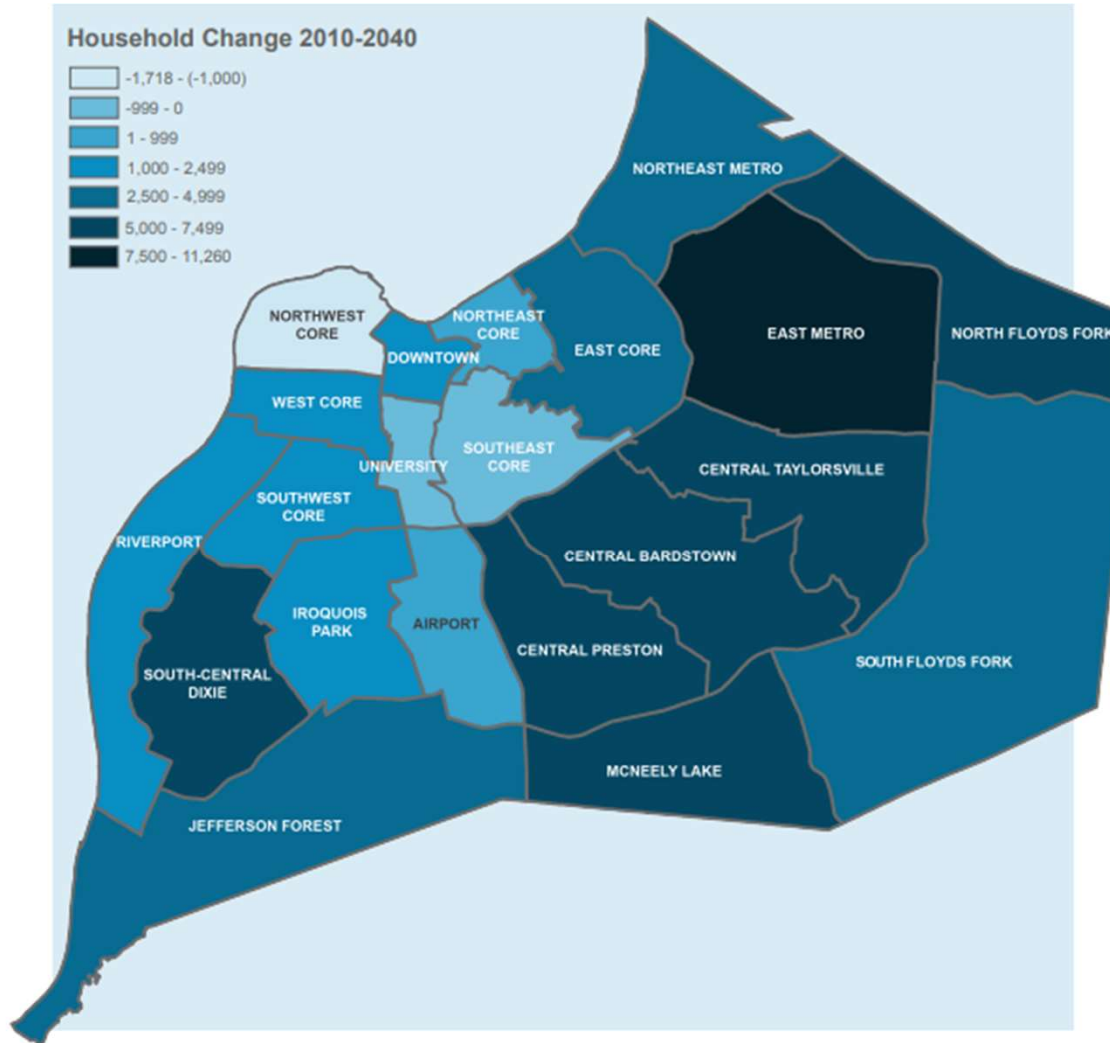 Household Change 2010-2040
-1,718 - (-1,000)
-999 - 0
1 - 999
1,000 - 2,499
2,500 - 4,999
5,000 - 7,499
7,500 - 11,260
NORTHEAST METRO
NORTHWEST
CORE
NORTHEAST
CORE
DOWNTOWN
EAST CORE
EAST METRO
NORTH FLOYDS FORK
WEST CORE
UNIVERSITY
SOUTHEAST
CORE
CENTRAL TAYLORSVILLE
SOUTHWEST
CORE
RIVERPORT
CENTRAL BARDSTOWN
IROQUOIS
PARK
AIRPORT
CENTRAL PRESTON
SOUTH FLOYDS FORK
SOUTH-CENTRAL
DIXIE
MCNEELY LAKE
JEFFERSON FOREST